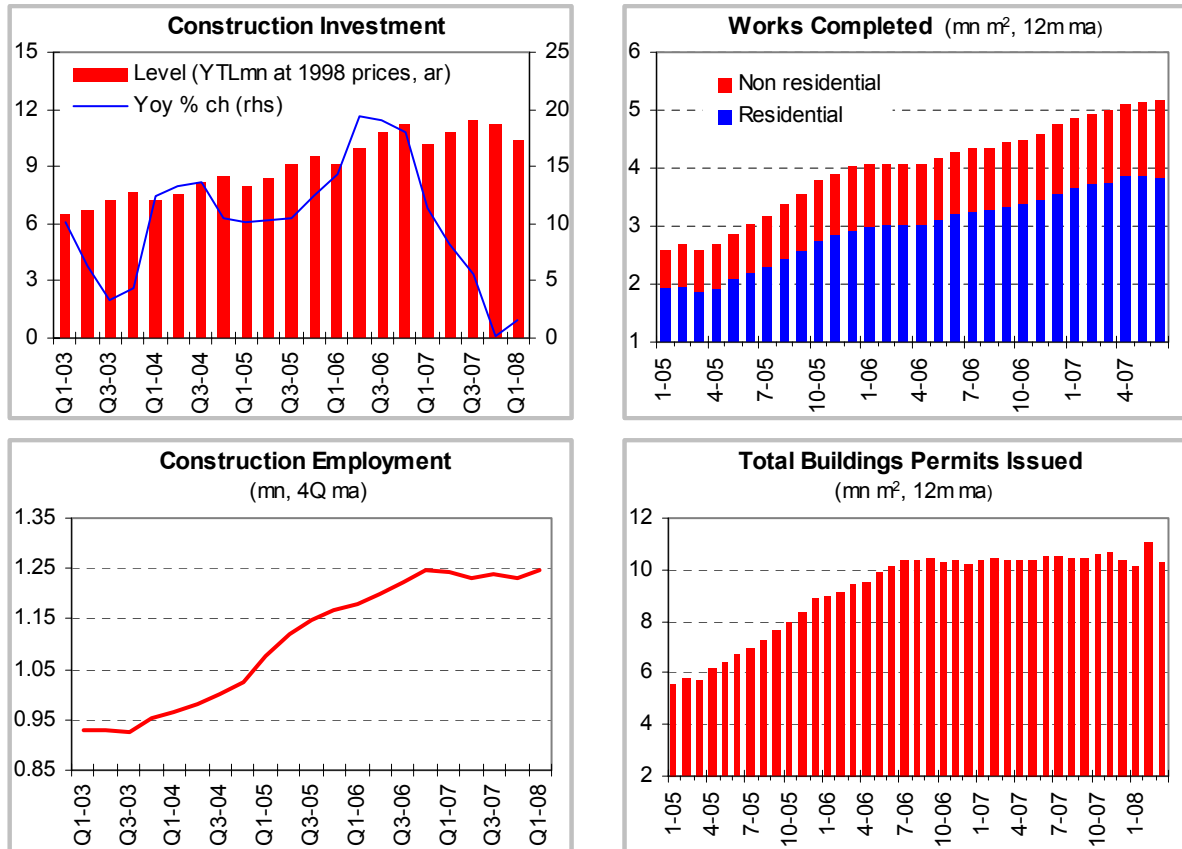 Construction Investment
15
12
9
6
3
0
25
20
15
10
5
0
Level (YTLmn at 1998 prices, ar)
Yoy % ch (rhs)
Q1-03
Q3-03
Q1-04
Q3-04
Q1-05
Q3-05
Q1-06
Q3-06
Q1-07
Q3-07
Q1-08
Works Completed (mn m², 12m ma)
6
5
4
3
2
1
Non residential
Residential
1-05
4-05
7-05
10-05
1-06
4-06
7-06
10-06
1-07
4-07
Construction Employment
(mn, 4Q ma)
1.35
1.25
1.15
1.05
0.95
0.85
Q1-03
Q3-03
Q1-04
Q3-04
Q1-05
Q3-05
Q1-06
Q3-06
Q1-07
Q3-07
Q1-08
Total Buildings Permits Issued
(mn m², 12m ma)
12
10
8
6
4
2
1-05
4-05
7-05
10-05
1-06
4-06
7-06
10-06
1-07
4-07
7-07
10-07
1-08